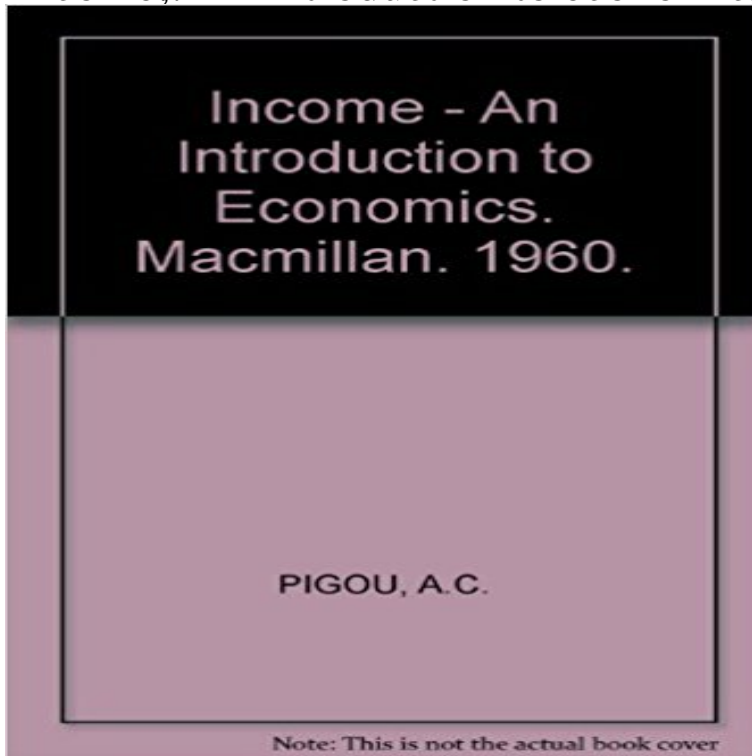 Income - An
Introduction to
Economics.
Macmillan. 1960.
PIGOU, A.C.
Note: This is not the actual book cover